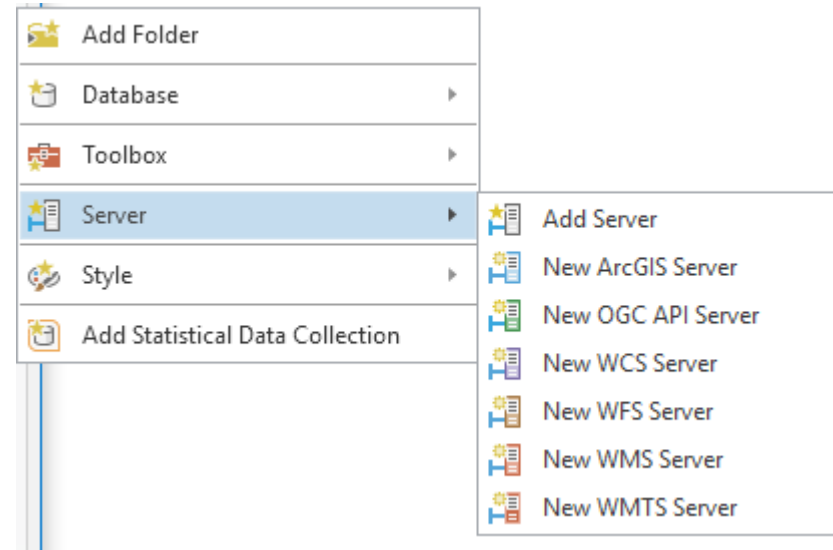 Add Folder
Database
Toolbox
Server
Style
Add Statistical Data Collection
Add Server
New ArcGIS Server
New OGC API Server
New WCS Server
New WFS Server
New WMS Server
New WMTS Server